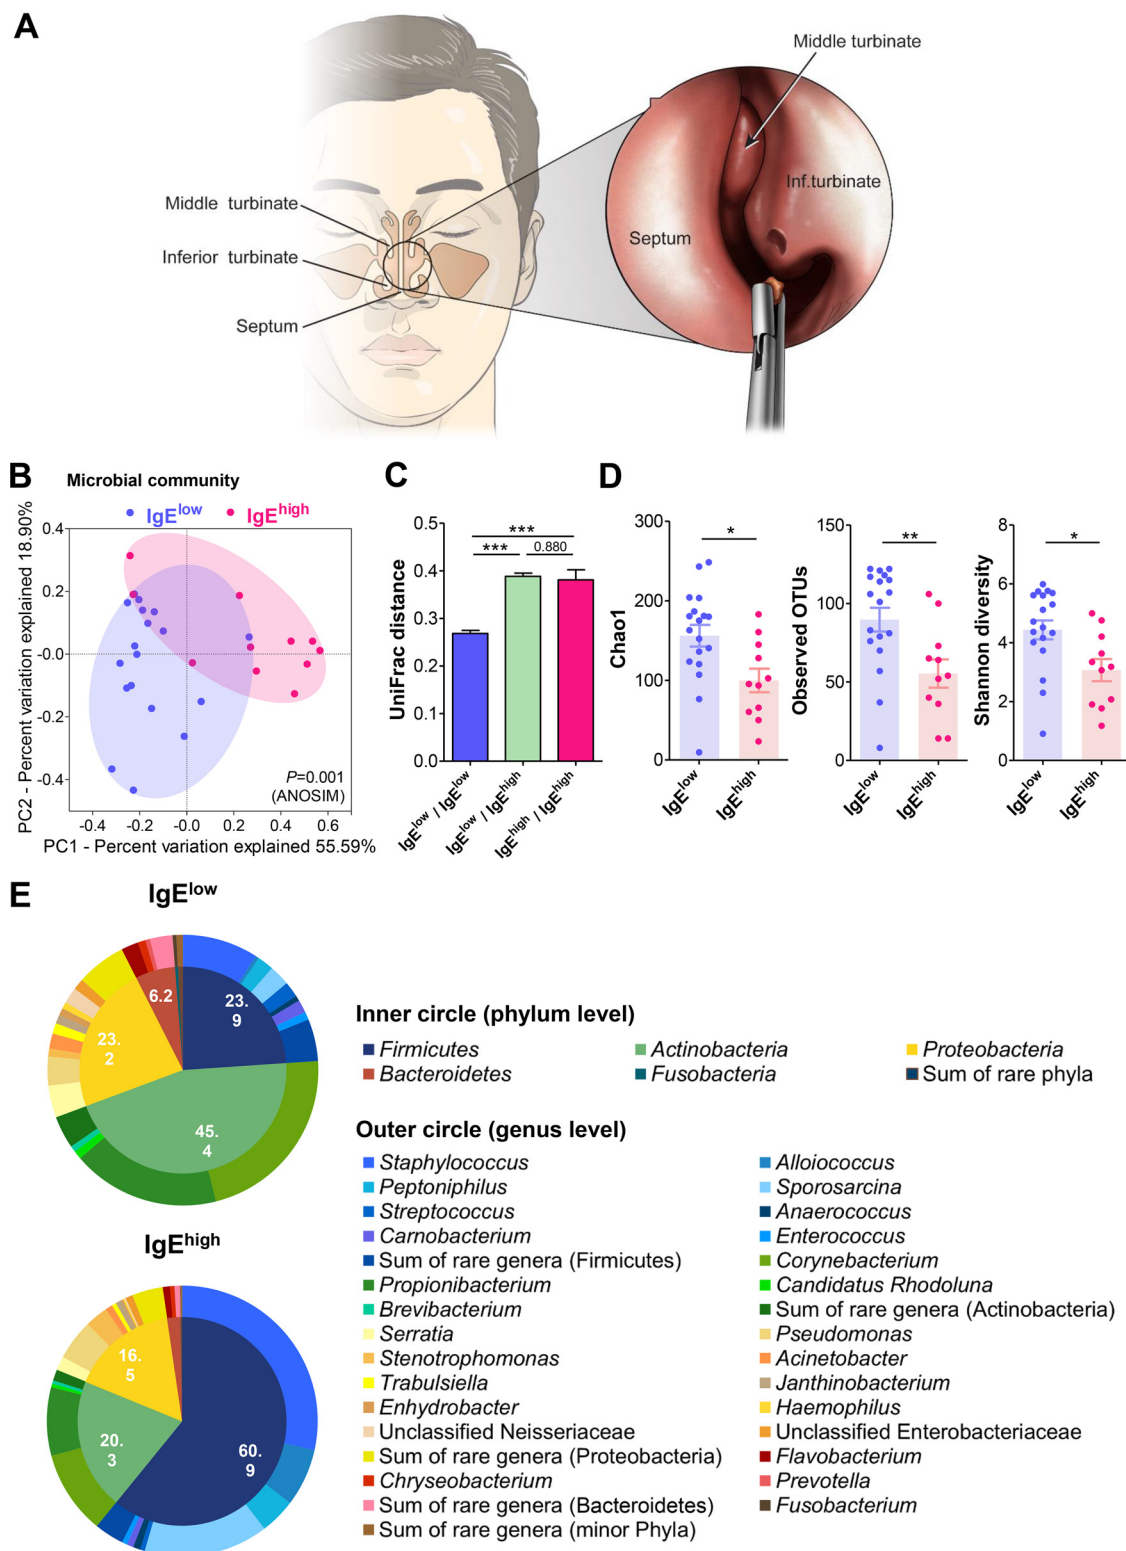 A
Middle turbinate
Middle turbinate
Inf.turbinate
Septum
Inferior turbinate
Septum
B
Microbial community
IgElow IgEhigh
PC2 - Percent variation explained 18.90%
0.4
0.2
-0.0
-0.2
-0.4
P=0.001
(ANOSIM)
-0.4 -0.2 -0.0 0.2 0.4 0.6
PC1 - Percent variation explained 55.59%
C
UniFrac distance
0.5
0.4
0.3
0.2
0.1
0.0
***
*** 0.880
IgElow / IgElow
IgElow / IgEhigh
IgEhigh / IgEhigh
D
Chao1
300
200
100
0
*
IgElow
IgEhigh
Observed OTUs
150
100
50
0
**
IgElow
IgEhigh
Shannon diversity
8
6
4
2
0
*
IgElow
IgEhigh
E
IgElow
6.2
23.
9
23.
2
45.
4
IgEhigh
16.
5
20.
3
60.
9
Inner circle (phylum level)
Firmicutes Actinobacteria Proteobacteria
Bacteroidetes Fusobacteria Sum of rare phyla
Outer circle (genus level)
Staphylococcus Alloiococcus
Peptoniphilus Sporosarcina
Streptococcus Anaerococcus
Carnobacterium Enterococcus
Sum of rare genera (Firmicutes) Corynebacterium
Propionibacterium Candidatus Rhodoluna
Brevibacterium Sum of rare genera (Actinobacteria)
Serratia Pseudomonas
Stenotrophomonas Acinetobacter
Trabulsiella Janthinobacterium
Enhydrobacter Haemophilus
Unclassified Neisseriaceae Unclassified Enterobacteriaceae
Sum of rare genera (Proteobacteria) Flavobacterium
Chryseobacterium Prevotella
Sum of rare genera (Bacteroidetes) Fusobacterium
Sum of rare genera (minor Phyla)